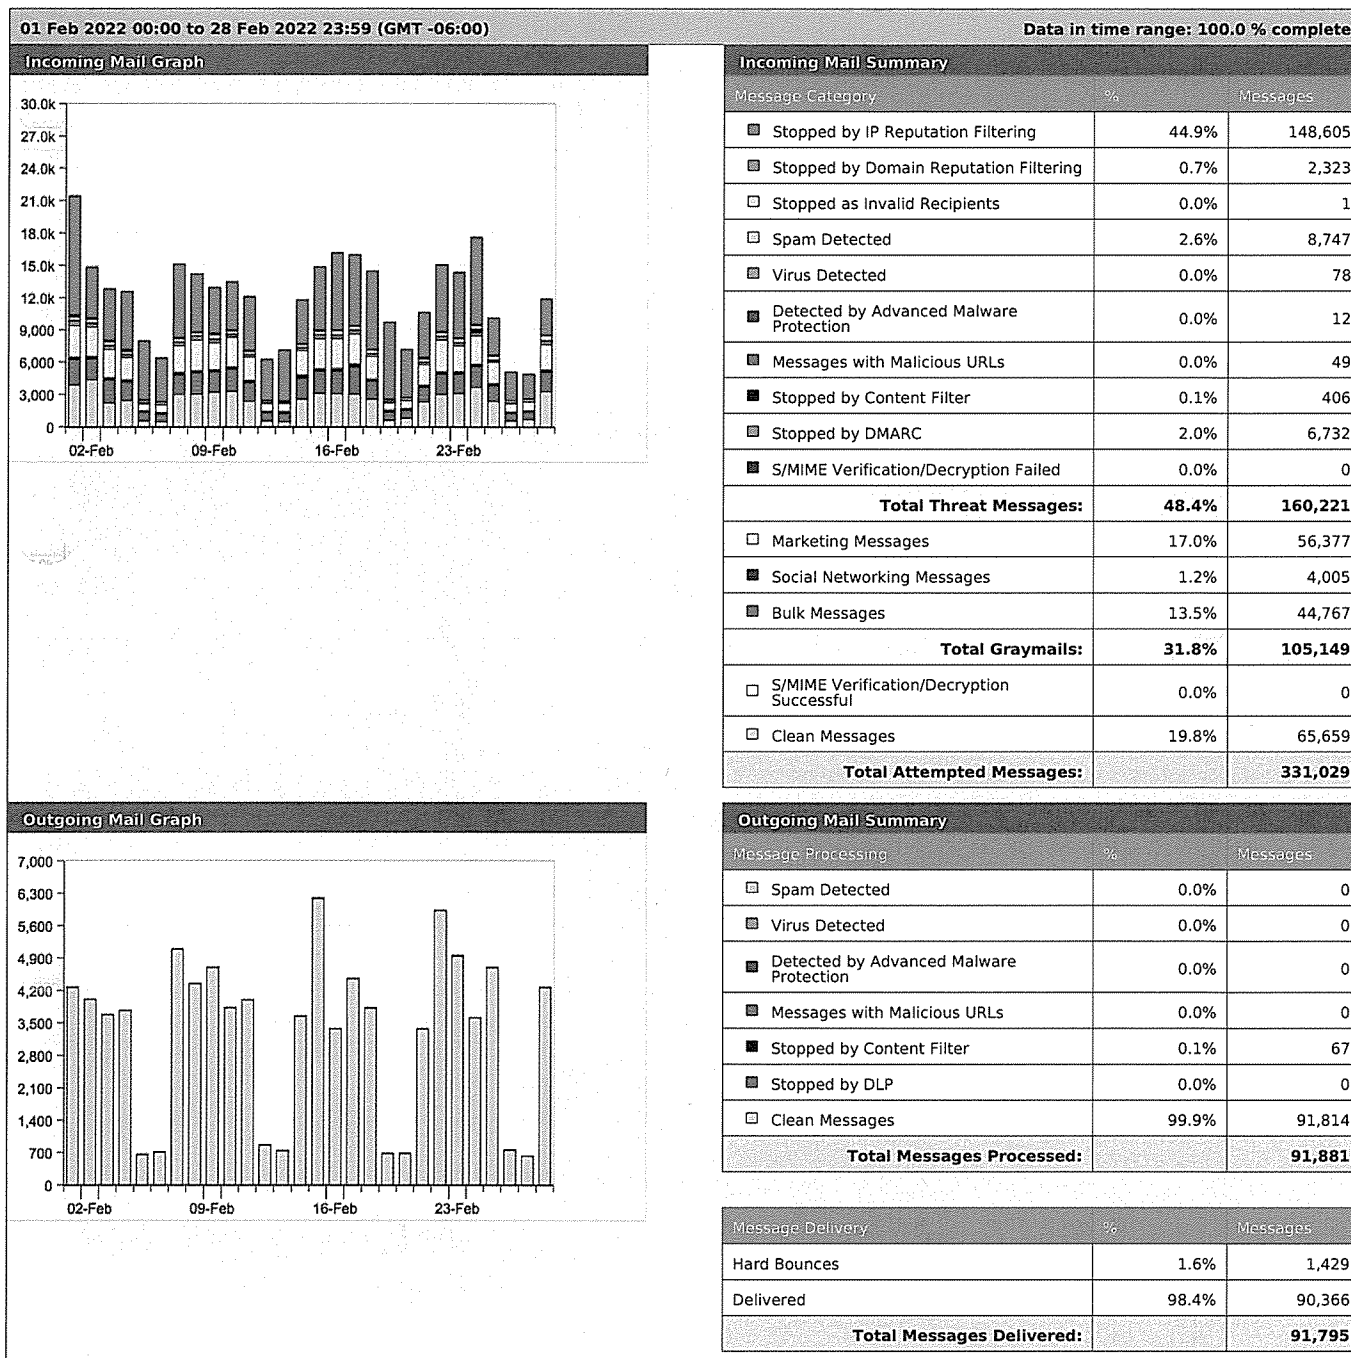 01 Feb 2022 00:00 to 28 Feb 2022 23:59 (GMT -06:00) Data in time range: 100.0 % complete
Incoming Mail Graph
30.0k
27.0k
24.0k
21.0k
18.0k
15.0k
12.0k
9,000
6,000
3,000
0
02-Feb 09-Feb 16-Feb 23-Feb
Incoming Mail Summary
Message Category % Messages
Stopped by IP Reputation Filtering 44.9% 148,605
Stopped by Domain Reputation Filtering 0.7% 2,323
Stopped as Invalid Recipients 0.0% 1
Spam Detected 2.6% 8,747
Virus Detected 0.0% 78
Detected by Advanced Malware
Protection 0.0% 12
Messages with Malicious URLs 0.0% 49
Stopped by Content Filter 0.1% 406
Stopped by DMARC 2.0% 6,732
S/MIME Verification/Decryption Failed 0.0% 0
Total Threat Messages: 48.4% 160,221
Marketing Messages 17.0% 56,377
Social Networking Messages 1.2% 4,005
Bulk Messages 13.5% 44,767
Total Graymails: 31.8% 105,149
S/MIME Verification/Decryption
Successful 0.0% 0
Clean Messages 19.8% 65,659
Total Attempted Messages: 331,029
Outgoing Mail Graph
7,000
6,300
5,600
4,900
4,200
3,500
2,800
2,100
1,400
700
0
02-Feb 09-Feb 16-Feb 23-Feb
Outgoing Mail Summary
Message Processing % Messages
Spam Detected 0.0% 0
Virus Detected 0.0% 0
Detected by Advanced Malware
Protection 0.0% 0
Messages with Malicious URLs 0.0% 0
Stopped by Content Filter 0.1% 67
Stopped by DLP 0.0% 0
Clean Messages 99.9% 91,814
Total Messages Processed: 91,881
Message Delivery % Messages
Hard Bounces 1.6% 1,429
Delivered 98.4% 90,366
Total Messages Delivered: 91,795